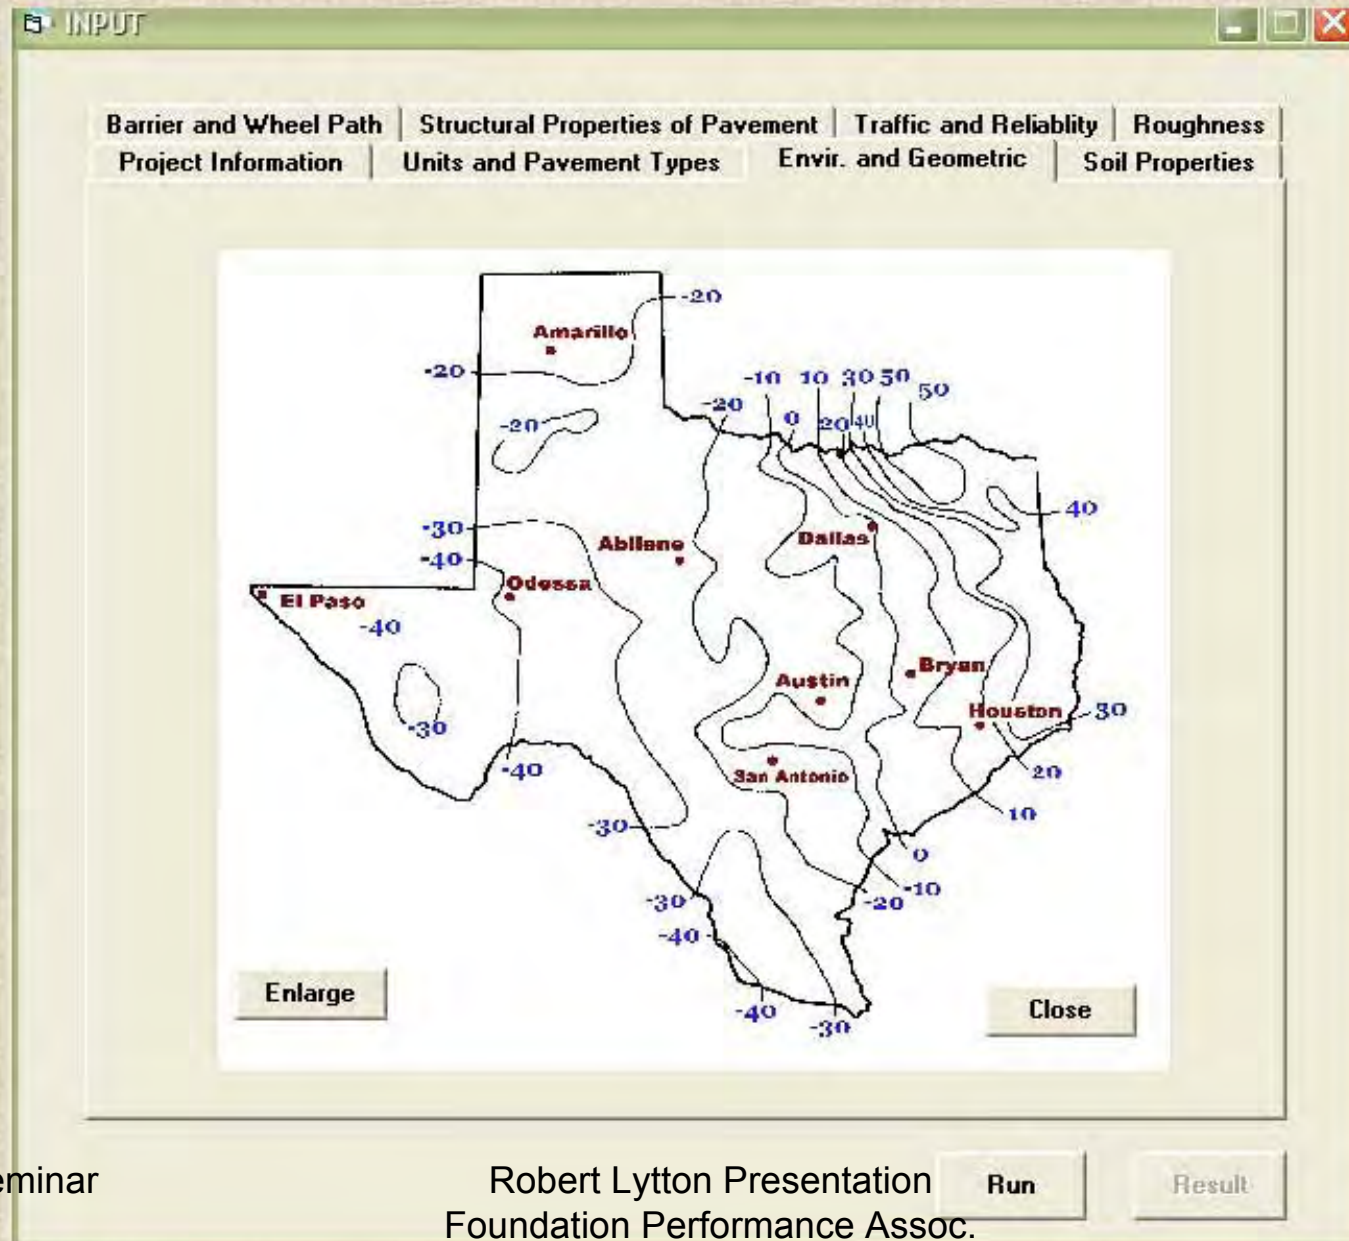 INPUT
Barrier and Wheel Path Structural Properties of Pavement Traffic and Reliablity Roughness
Project Information Units and Pavement Types Envir. and Geometric Soil Properties
-20
Amarillo
-20
-10 10 30 50 50
-20 0 20 40
-20
40
-30
Abilene Dallas
-40
Odessa
El Paso
-40
Bryan
Austin
Houston 30
-30
-40 San Antonio 20
10
-30
0
-10
-30 -20
-40
Enlarge
-40 Close
-30
eminar Robert Lytton Presentation Run Result
Foundation Performance Assoc.